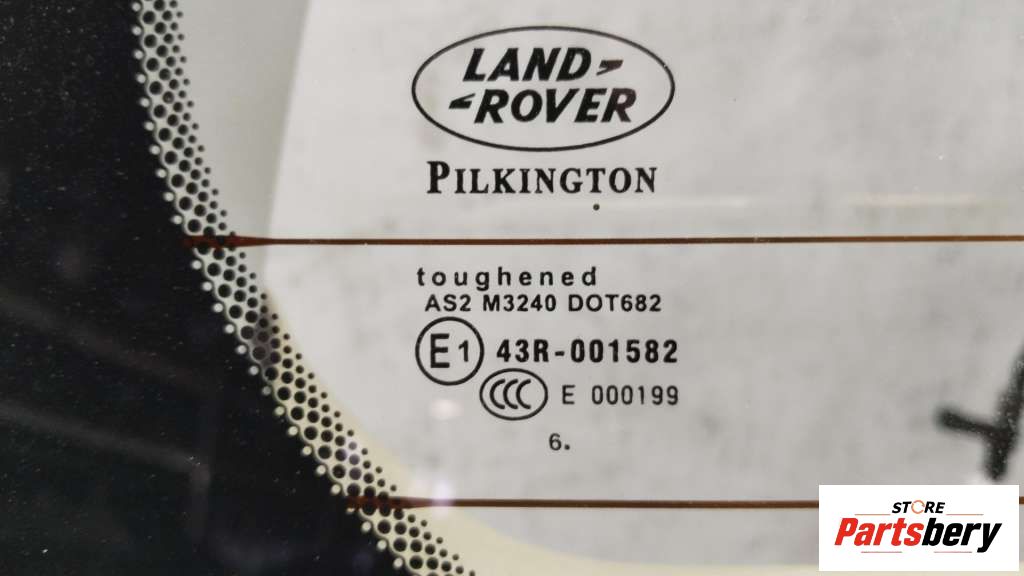 LAND
ROVER
PILKINGTON
toughened
AS2 M3240 DOT682
E1 43R-001582
CCC E 000199
6.
STORE
Partsbery